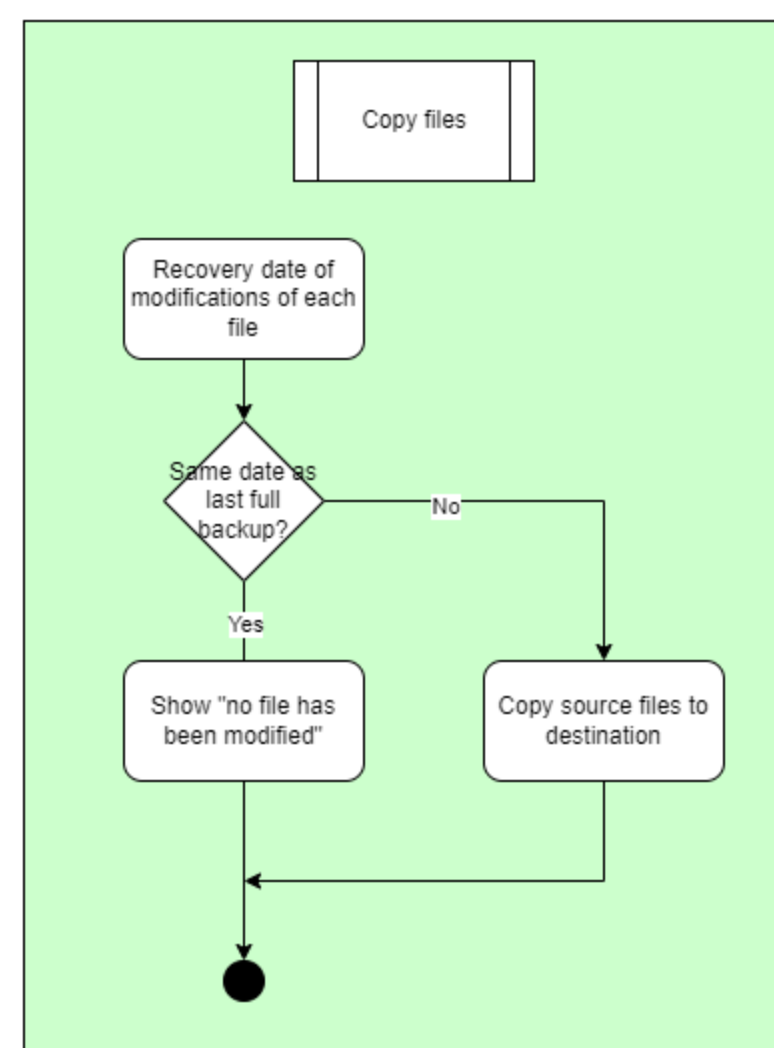 Copy files
Recovery date of
modifications of each
file
Same date as
last full
backup?
No
Yes
Show "no file has
been modified"
Copy source files to
destination